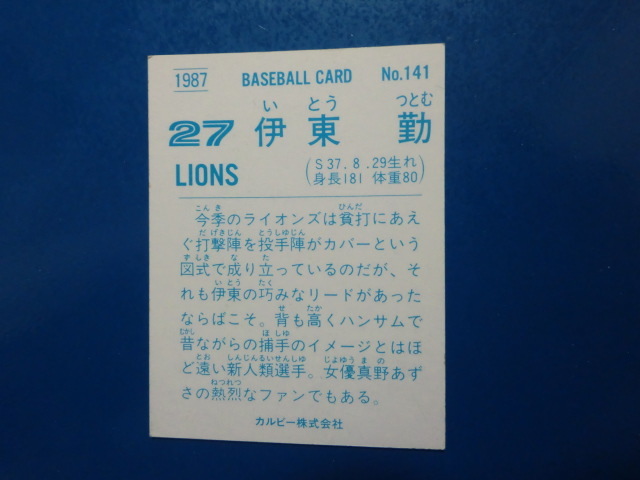 1987 BASEBALL CARD No.141
い とう つとむ
27 伊東 勤
LIONS (S37.8.29生れ
身長181 体重80)
こんき ひんだ
今季のライオンズは貧打にあえ
だげきじん とうしゅじん
ぐ打撃陣を投手陣がカバーという
ずしき な た
図式で成り立っているのだが、そ
いとう たく
れも伊東の巧みなリードがあった
せ たか
ならばこそ。背も高くハンサムで
むかし ほしゅ
昔ながらの捕手のイメージとはほ
とお しんじんるいせんしゅ じょゆうまの
ど遠い新人類選手。女優真野あず
ねつれつ
さの熱烈なファンでもある。
カルビー株式会社